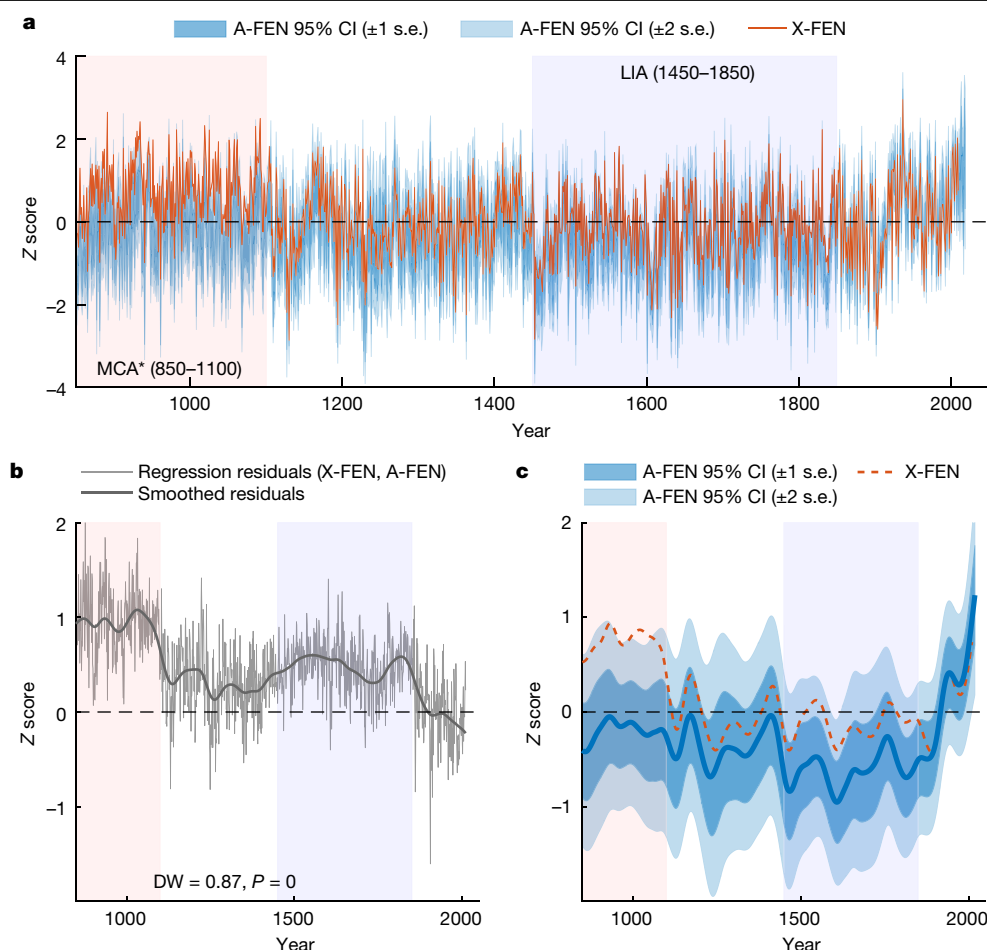 a
A-FEN 95% CI (±1 s.e.) A-FEN 95% CI (±2 s.e.) X-FEN
4
2
0
−2
−4
Z score
LIA (1450–1850)
MCA* (850–1100)
1000 1200 1400 1600 1800 2000
Year
b
Regression residuals (X-FEN, A-FEN)
Smoothed residuals
2
1
0
−1
Z score
DW = 0.87, P = 0
1000 1500 2000
Year
c
A-FEN 95% CI (±1 s.e.) X-FEN
A-FEN 95% CI (±2 s.e.)
2
1
0
−1
Z score
1000 1500 2000
Year